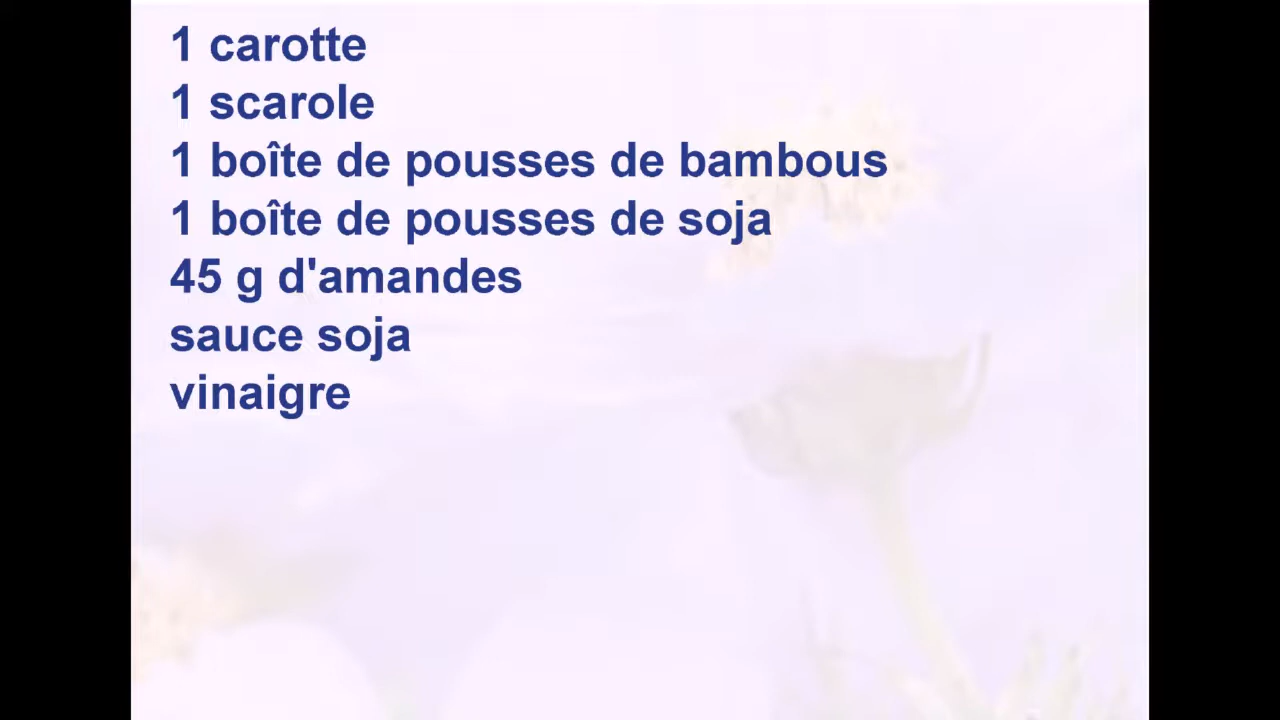 1 carotte
1 scarole
1 boîte de pousses de bambous
1 boîte de pousses de soja
45 g d'amandes
sauce soja
vinaigre